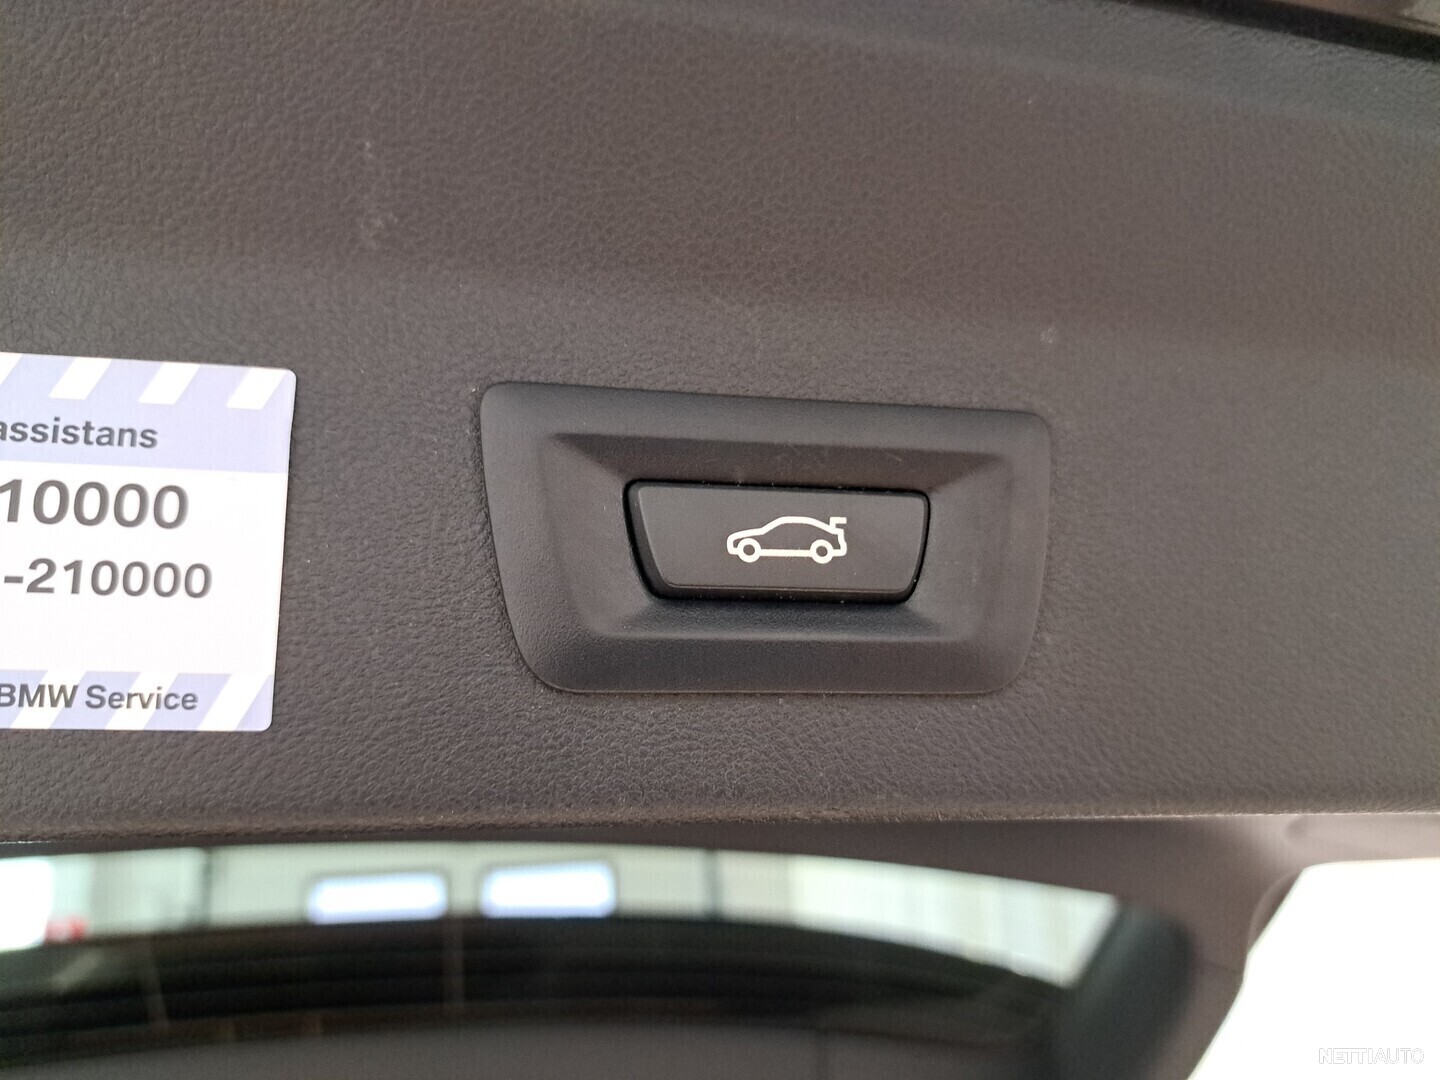 assistans
10000
-210000
BMW Service
NETTIAUTO